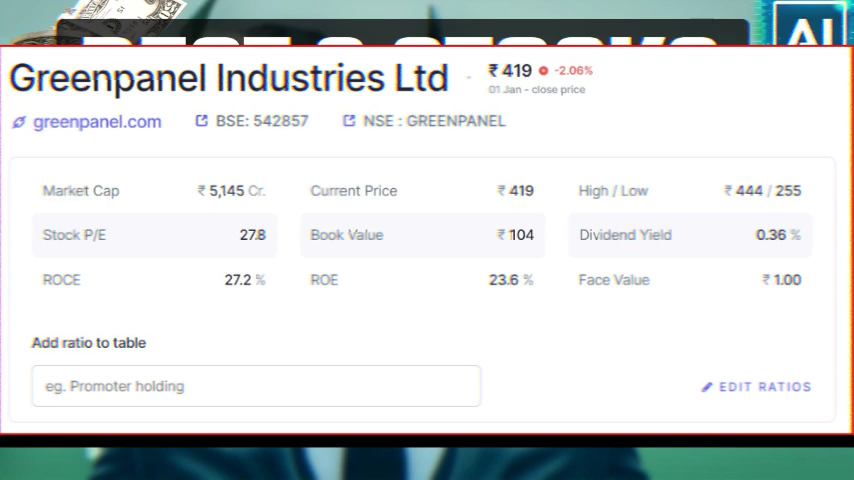 AI
Greenpanel Industries Ltd - ₹ 419 -2.06%
01 Jan - close price
greenpanel.com BSE: 542857 NSE : GREENPANEL
Market Cap ₹ 5,145 Cr. Current Price ₹ 419 High / Low ₹ 444 / 255
Stock P/E 27.8 Book Value ₹ 104 Dividend Yield 0.36 %
ROCE 27.2 % ROE 23.6 % Face Value ₹ 1.00
Add ratio to table
eg. Promoter holding EDIT RATIOS